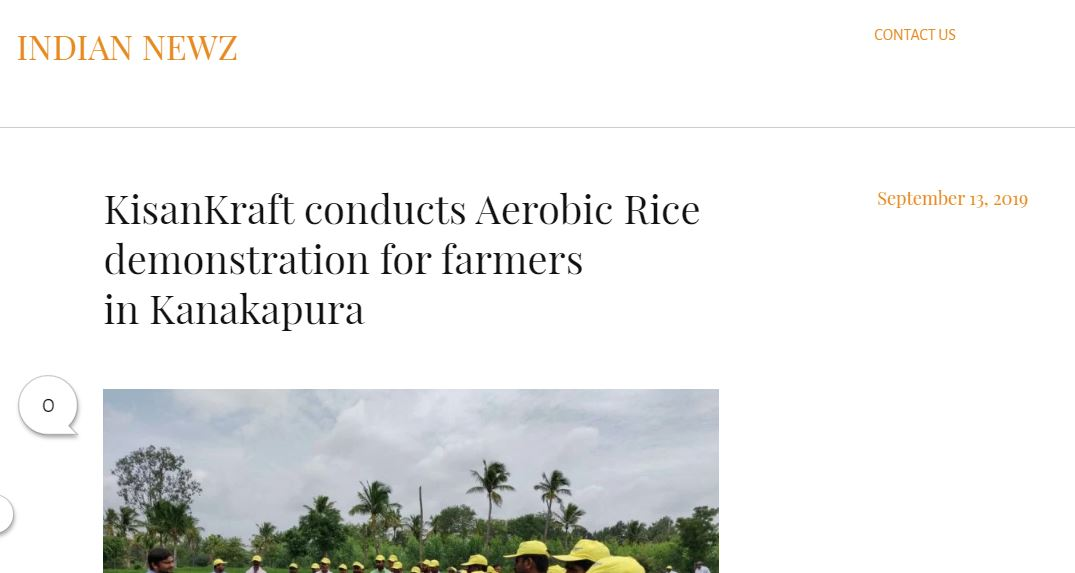 INDIAN NEWZ
CONTACT US
KisanKraft conducts Aerobic Rice
demonstration for farmers
in Kanakapura
September 13, 2019
0